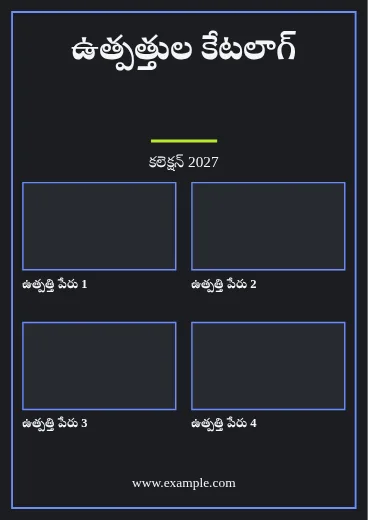 ఉత్పత్తుల కేటలాగ్
కలెక్షన్ 2027
ఉత్పత్తి పేరు 1
ఉత్పత్తి పేరు 2
ఉత్పత్తి పేరు 3
ఉత్పత్తి పేరు 4
www.example.com